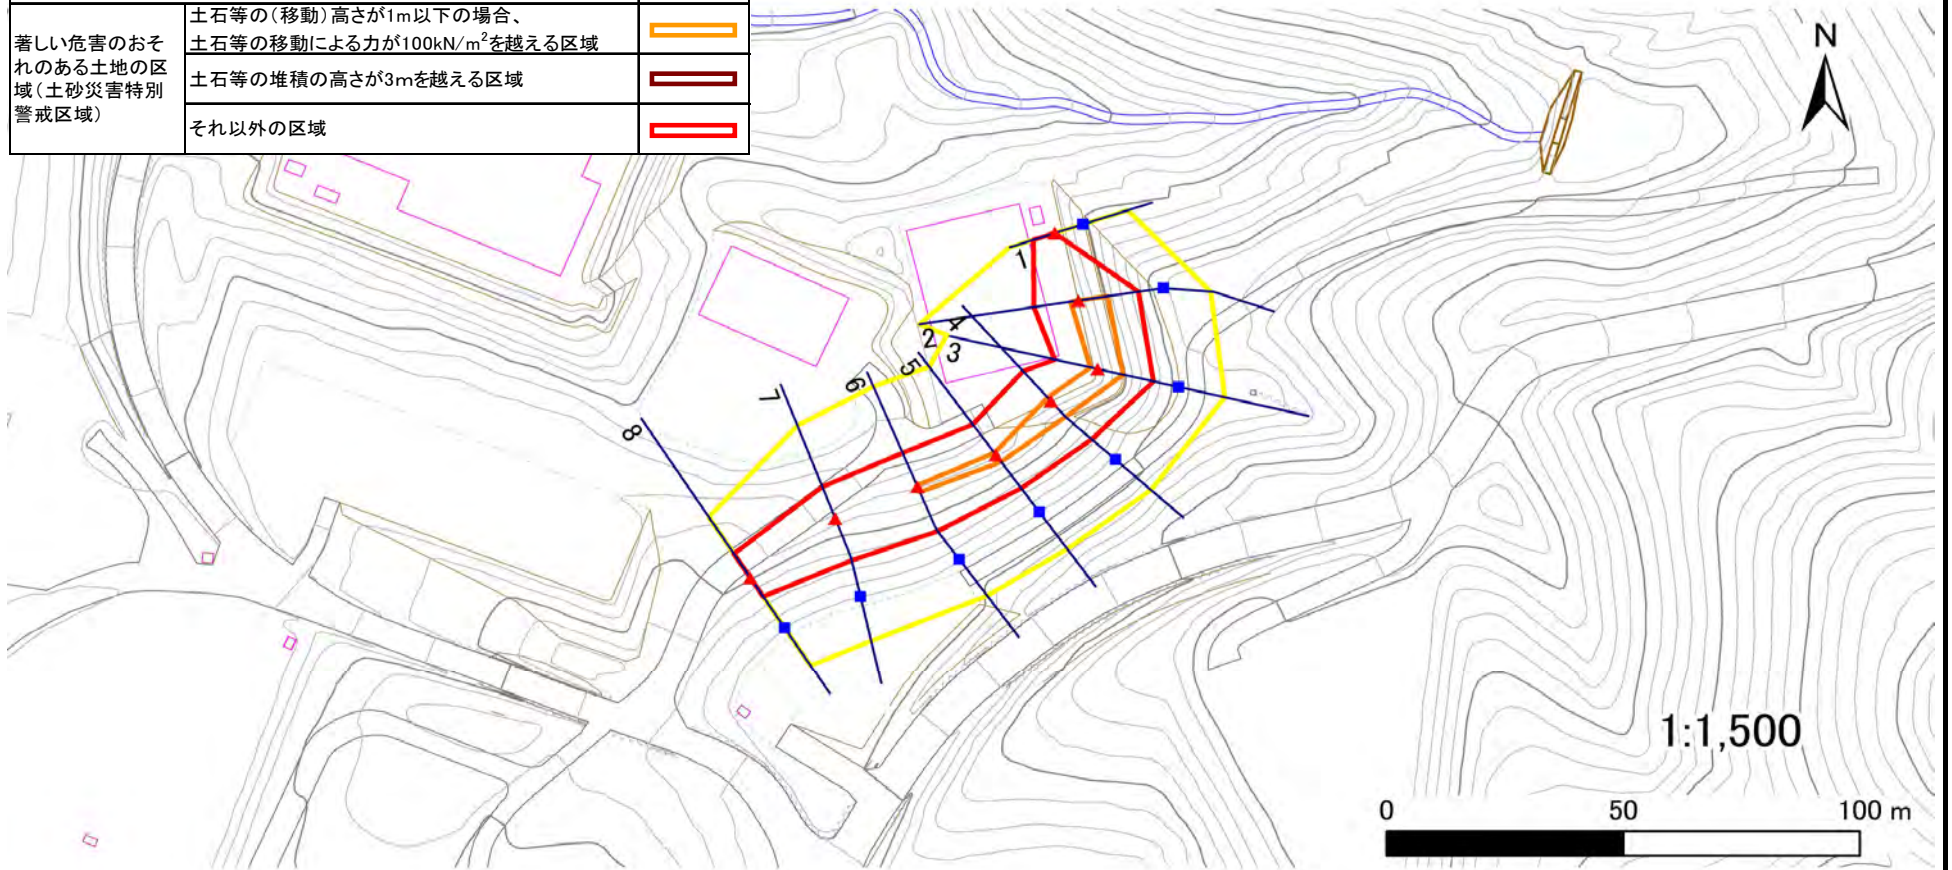 著しい危害のおそ
れのある土地の区
域(土砂災害特別
警戒区域)
土石等の(移動)高さが1m以下の場合、
土石等の移動による力が100kN/m²を越える区域
土石等の堆積の高さが3mを越える区域
それ以外の区域
N
1
2
3
4
5
6
7
8
1:1,500
0 50 100 m